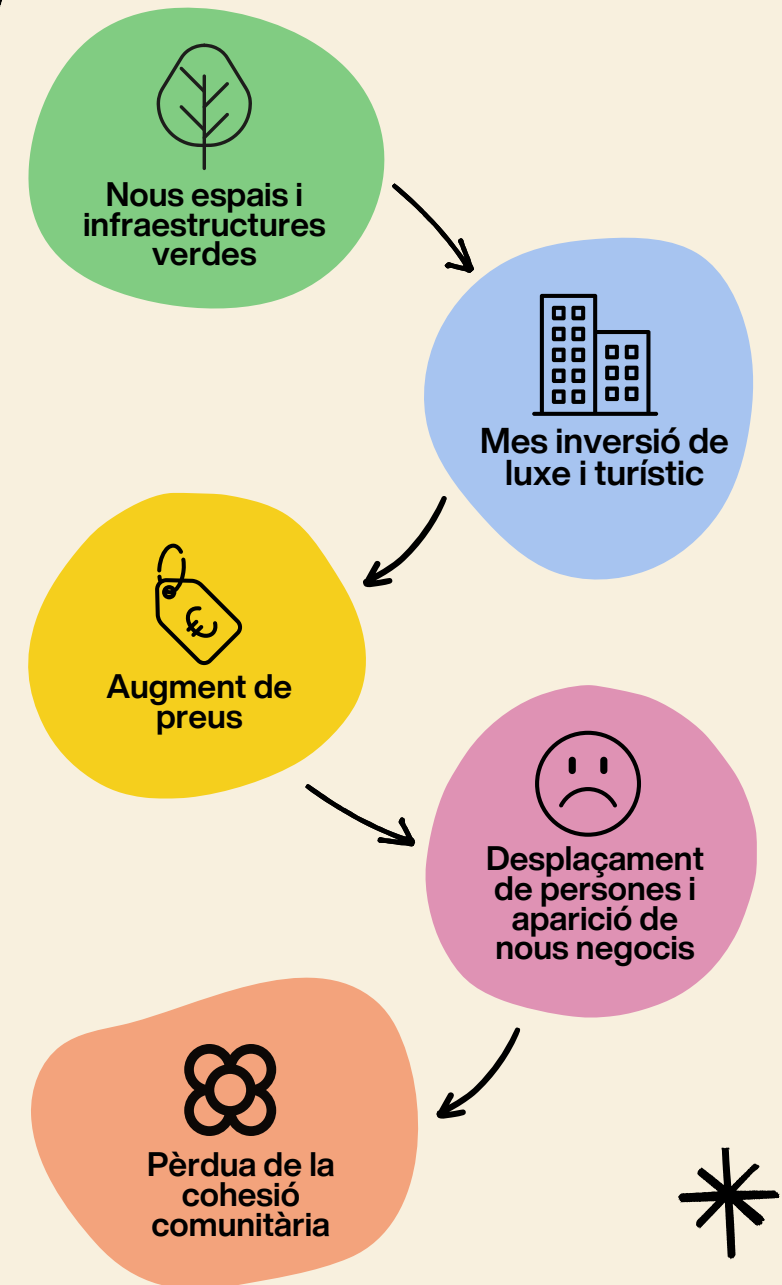 Nous espais i
infraestructures
verdes
Mes inversió de
luxe i turístic
€
Augment de
preus
Desplaçament
de persones i
aparició de
nous negocis
Pèrdua de la
cohesió
comunitària